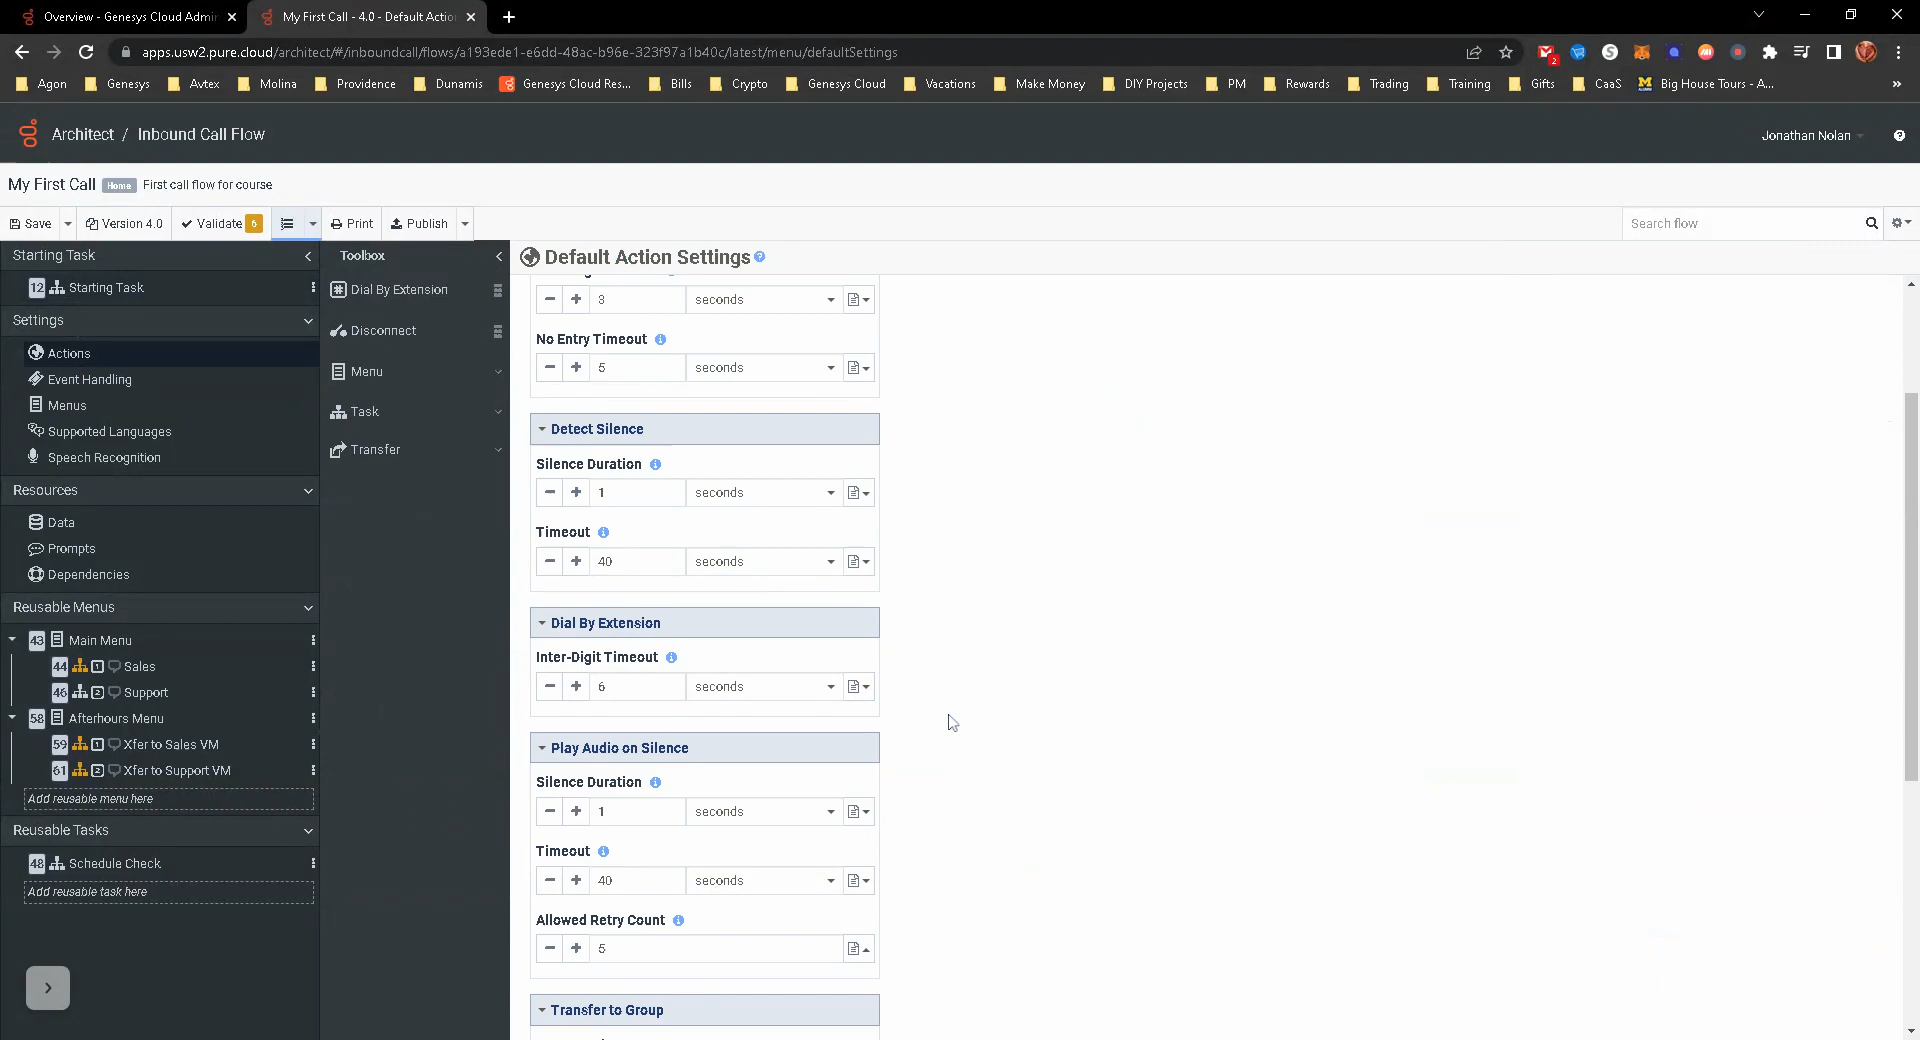 Overview - Genesys Cloud Admin
My First Call - 4.0 - Default Actio
apps.usw2.pure.cloud/architect/#/inboundcall/flows/a193ede1-e6dd-48ac-b96e-323f97a1b40c/latest/menu/defaultSettings
2
Agon Genesys Avtex Molina Providence Dunamis Genesys Cloud Res... Bills Crypto Genesys Cloud Vacations Make Money DIY Projects PM Rewards Trading Training Gifts CaaS Big House Tours - A... »
Architect / Inbound Call Flow
Jonathan Nolan
My First Call Home First call flow for course
Save Version 4.0 Validate 6 Print Publish
Search flow
Starting Task
12 Starting Task
Settings
Actions
Event Handling
Menus
Supported Languages
Speech Recognition
Resources
Data
Prompts
Dependencies
Reusable Menus
43 Main Menu
44 1 Sales
46 2 Support
58 Afterhours Menu
59 1 Xfer to Sales VM
61 2 Xfer to Support VM
Add reusable menu here
Reusable Tasks
48 Schedule Check
Add reusable task here
Toolbox
Dial By Extension
Disconnect
Menu
Task
Transfer
Default Action Settings
3 seconds
No Entry Timeout
5 seconds
Detect Silence
Silence Duration
1 seconds
Timeout
40 seconds
Dial By Extension
Inter-Digit Timeout
6 seconds
Play Audio on Silence
Silence Duration
1 seconds
Timeout
40 seconds
Allowed Retry Count
5
Transfer to Group